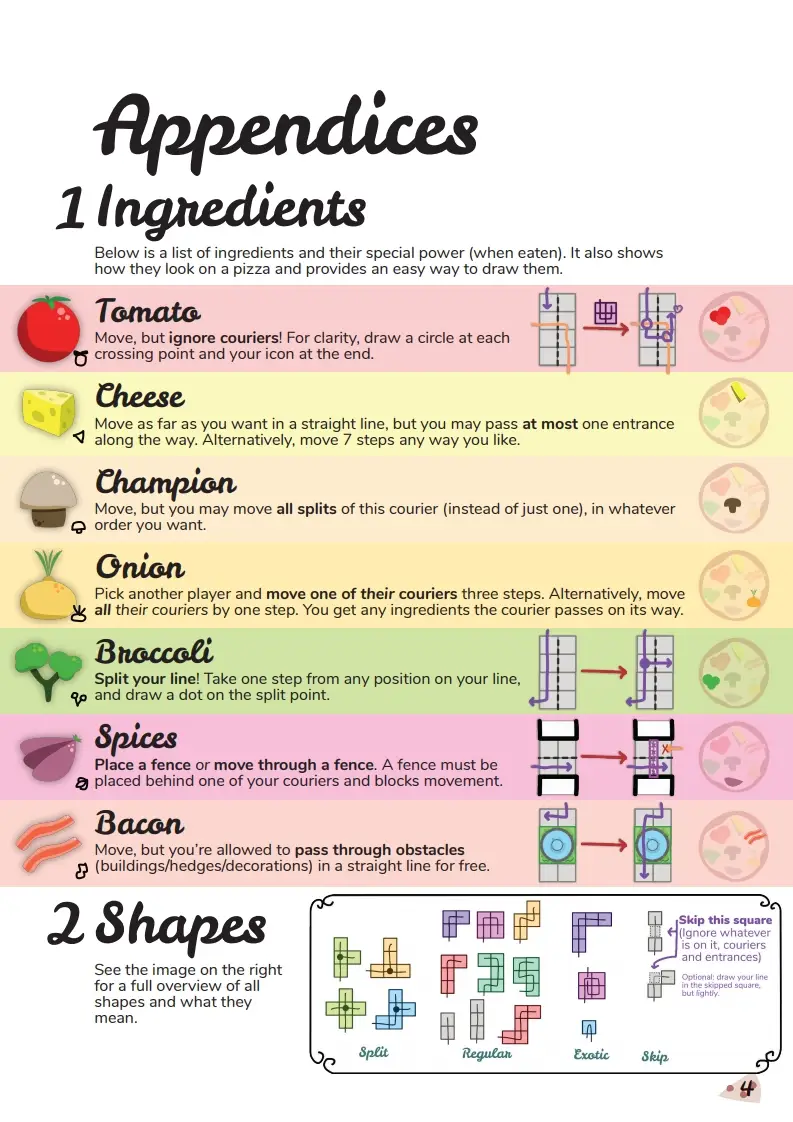 Appendices
1 Ingredients
Below is a list of ingredients and their special power (when eaten). It also shows
how they look on a pizza and provides an easy way to draw them.
Tomato
Move, but ignore couriers! For clarity, draw a circle at each
crossing point and your icon at the end.
Cheese
Move as far as you want in a straight line, but you may pass at most one entrance
along the way. Alternatively, move 7 steps any way you like.
Champion
Move, but you may move all splits of this courier (instead of just one), in whatever
order you want.
Onion
Pick another player and move one of their couriers three steps. Alternatively, move
all their couriers by one step. You get any ingredients the courier passes on its way.
Broccoli
Split your line! Take one step from any position on your line,
and draw a dot on the split point.
Spices
Place a fence or move through a fence. A fence must be
placed behind one of your couriers and blocks movement.
Bacon
Move, but you're allowed to pass through obstacles
(buildings/hedges/decorations) in a straight line for free.
2 Shapes
See the image on the right
for a full overview of all
shapes and what they
mean.
Skip this square
(Ignore whatever
is on it, couriers
and entrances)
Optional: draw your line
in the skipped square,
but lightly.
Split
Regular
Exotic
Skip
4